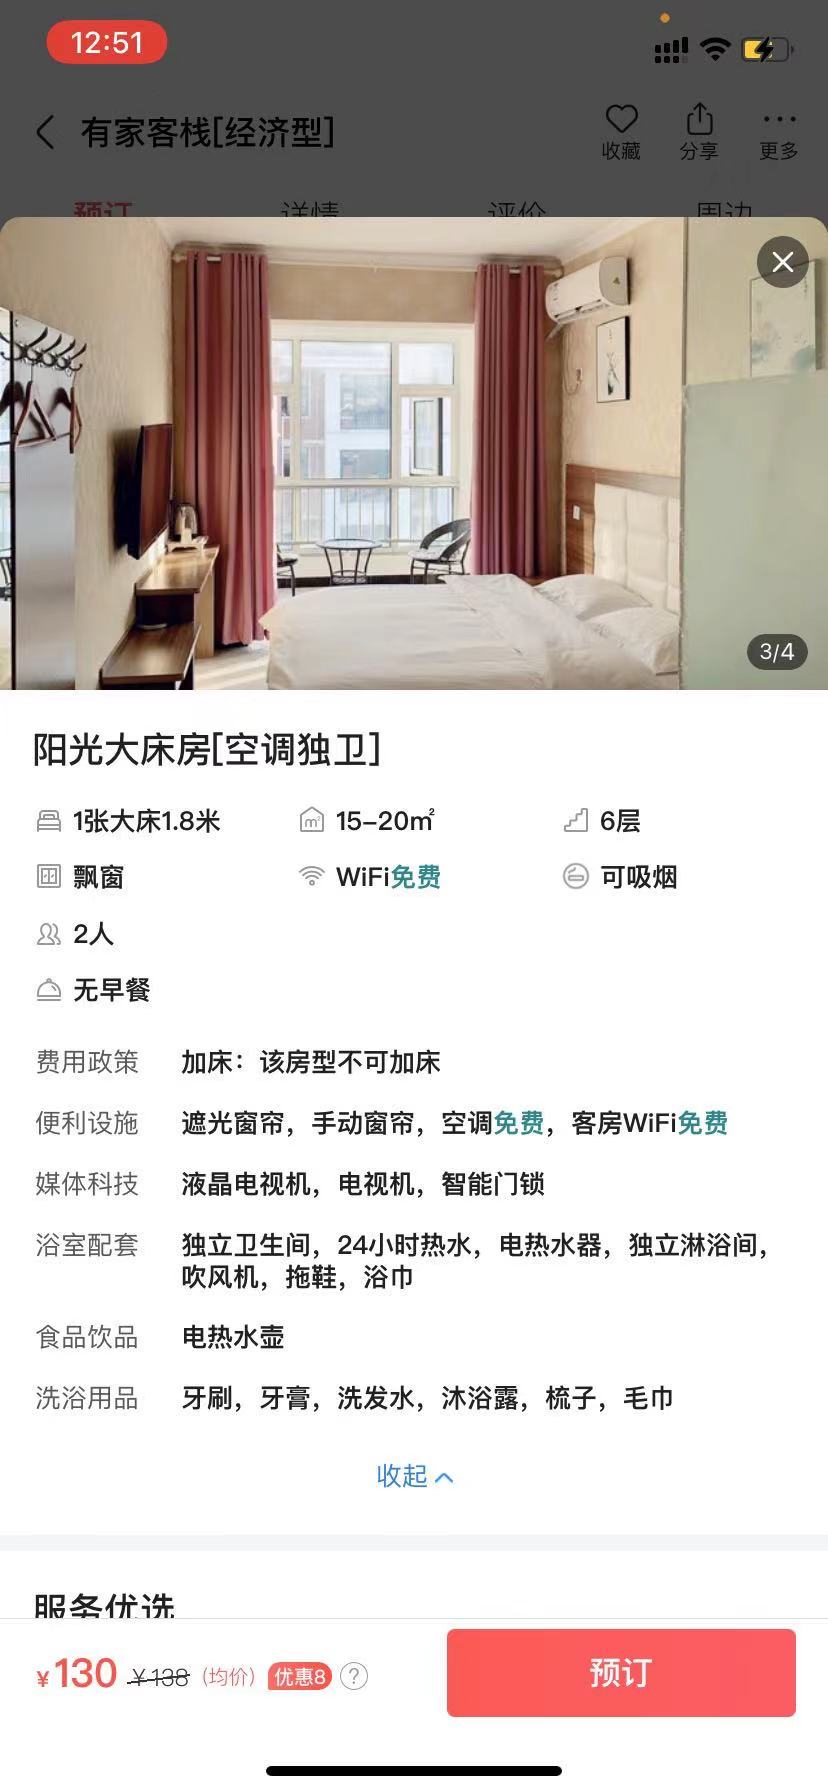 12:51
有家客栈[经济型]
收藏
分享
更多
预订
详情
评价
周边
3/4
阳光大床房[空调独卫]
1张大床1.8米
15-20㎡
6层
飘窗
WiFi免费
可吸烟
2人
无早餐
费用政策 加床：该房型不可加床
便利设施 遮光窗帘，手动窗帘，空调免费，客房WiFi免费
媒体科技 液晶电视机，电视机，智能门锁
浴室配套 独立卫生间，24小时热水，电热水器，独立淋浴间，
吹风机，拖鞋，浴巾
食品饮品 电热水壶
洗浴用品 牙刷，牙膏，洗发水，沐浴露，梳子，毛巾
收起
服务优选
¥130 ¥138 (均价) 优惠8 ?
预订